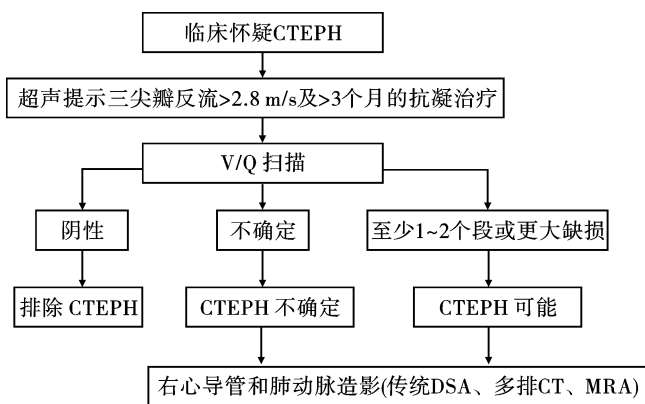 临床怀疑CTEPH
超声提示三尖瓣反流>2.8 m/s及>3个月的抗凝治疗
V/Q 扫描
阴性
不确定
至少1~2个段或更大缺损
排除 CTEPH
CTEPH 不确定
CTEPH 可能
右心导管和肺动脉造影(传统DSA、多排CT、MRA)